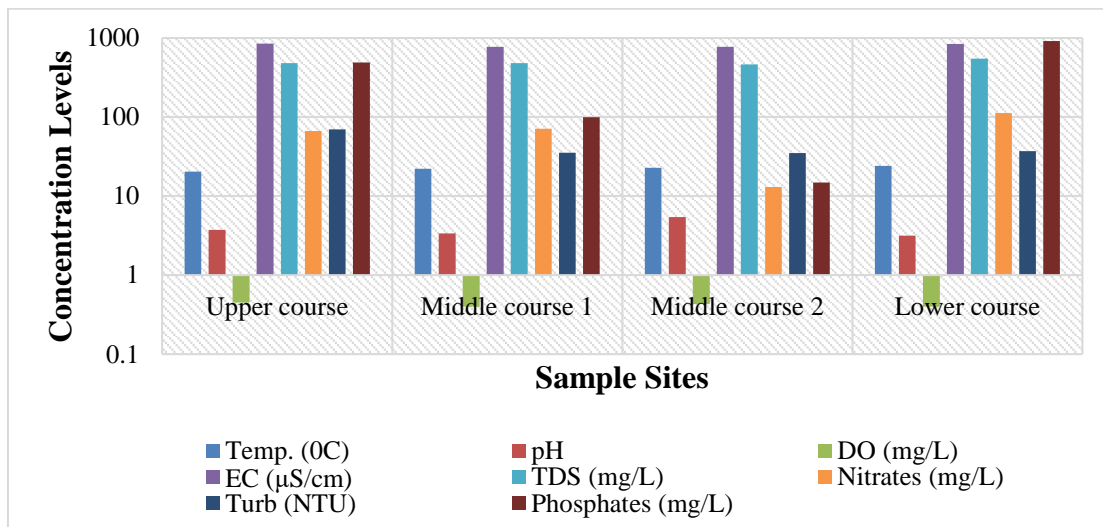 Concentration Levels
1000
100
10
1
0.1
Upper course Middle course 1 Middle course 2 Lower course
Sample Sites
Temp. (0C) pH DO (mg/L)
EC (µS/cm) TDS (mg/L) Nitrates (mg/L)
Turb (NTU) Phosphates (mg/L)